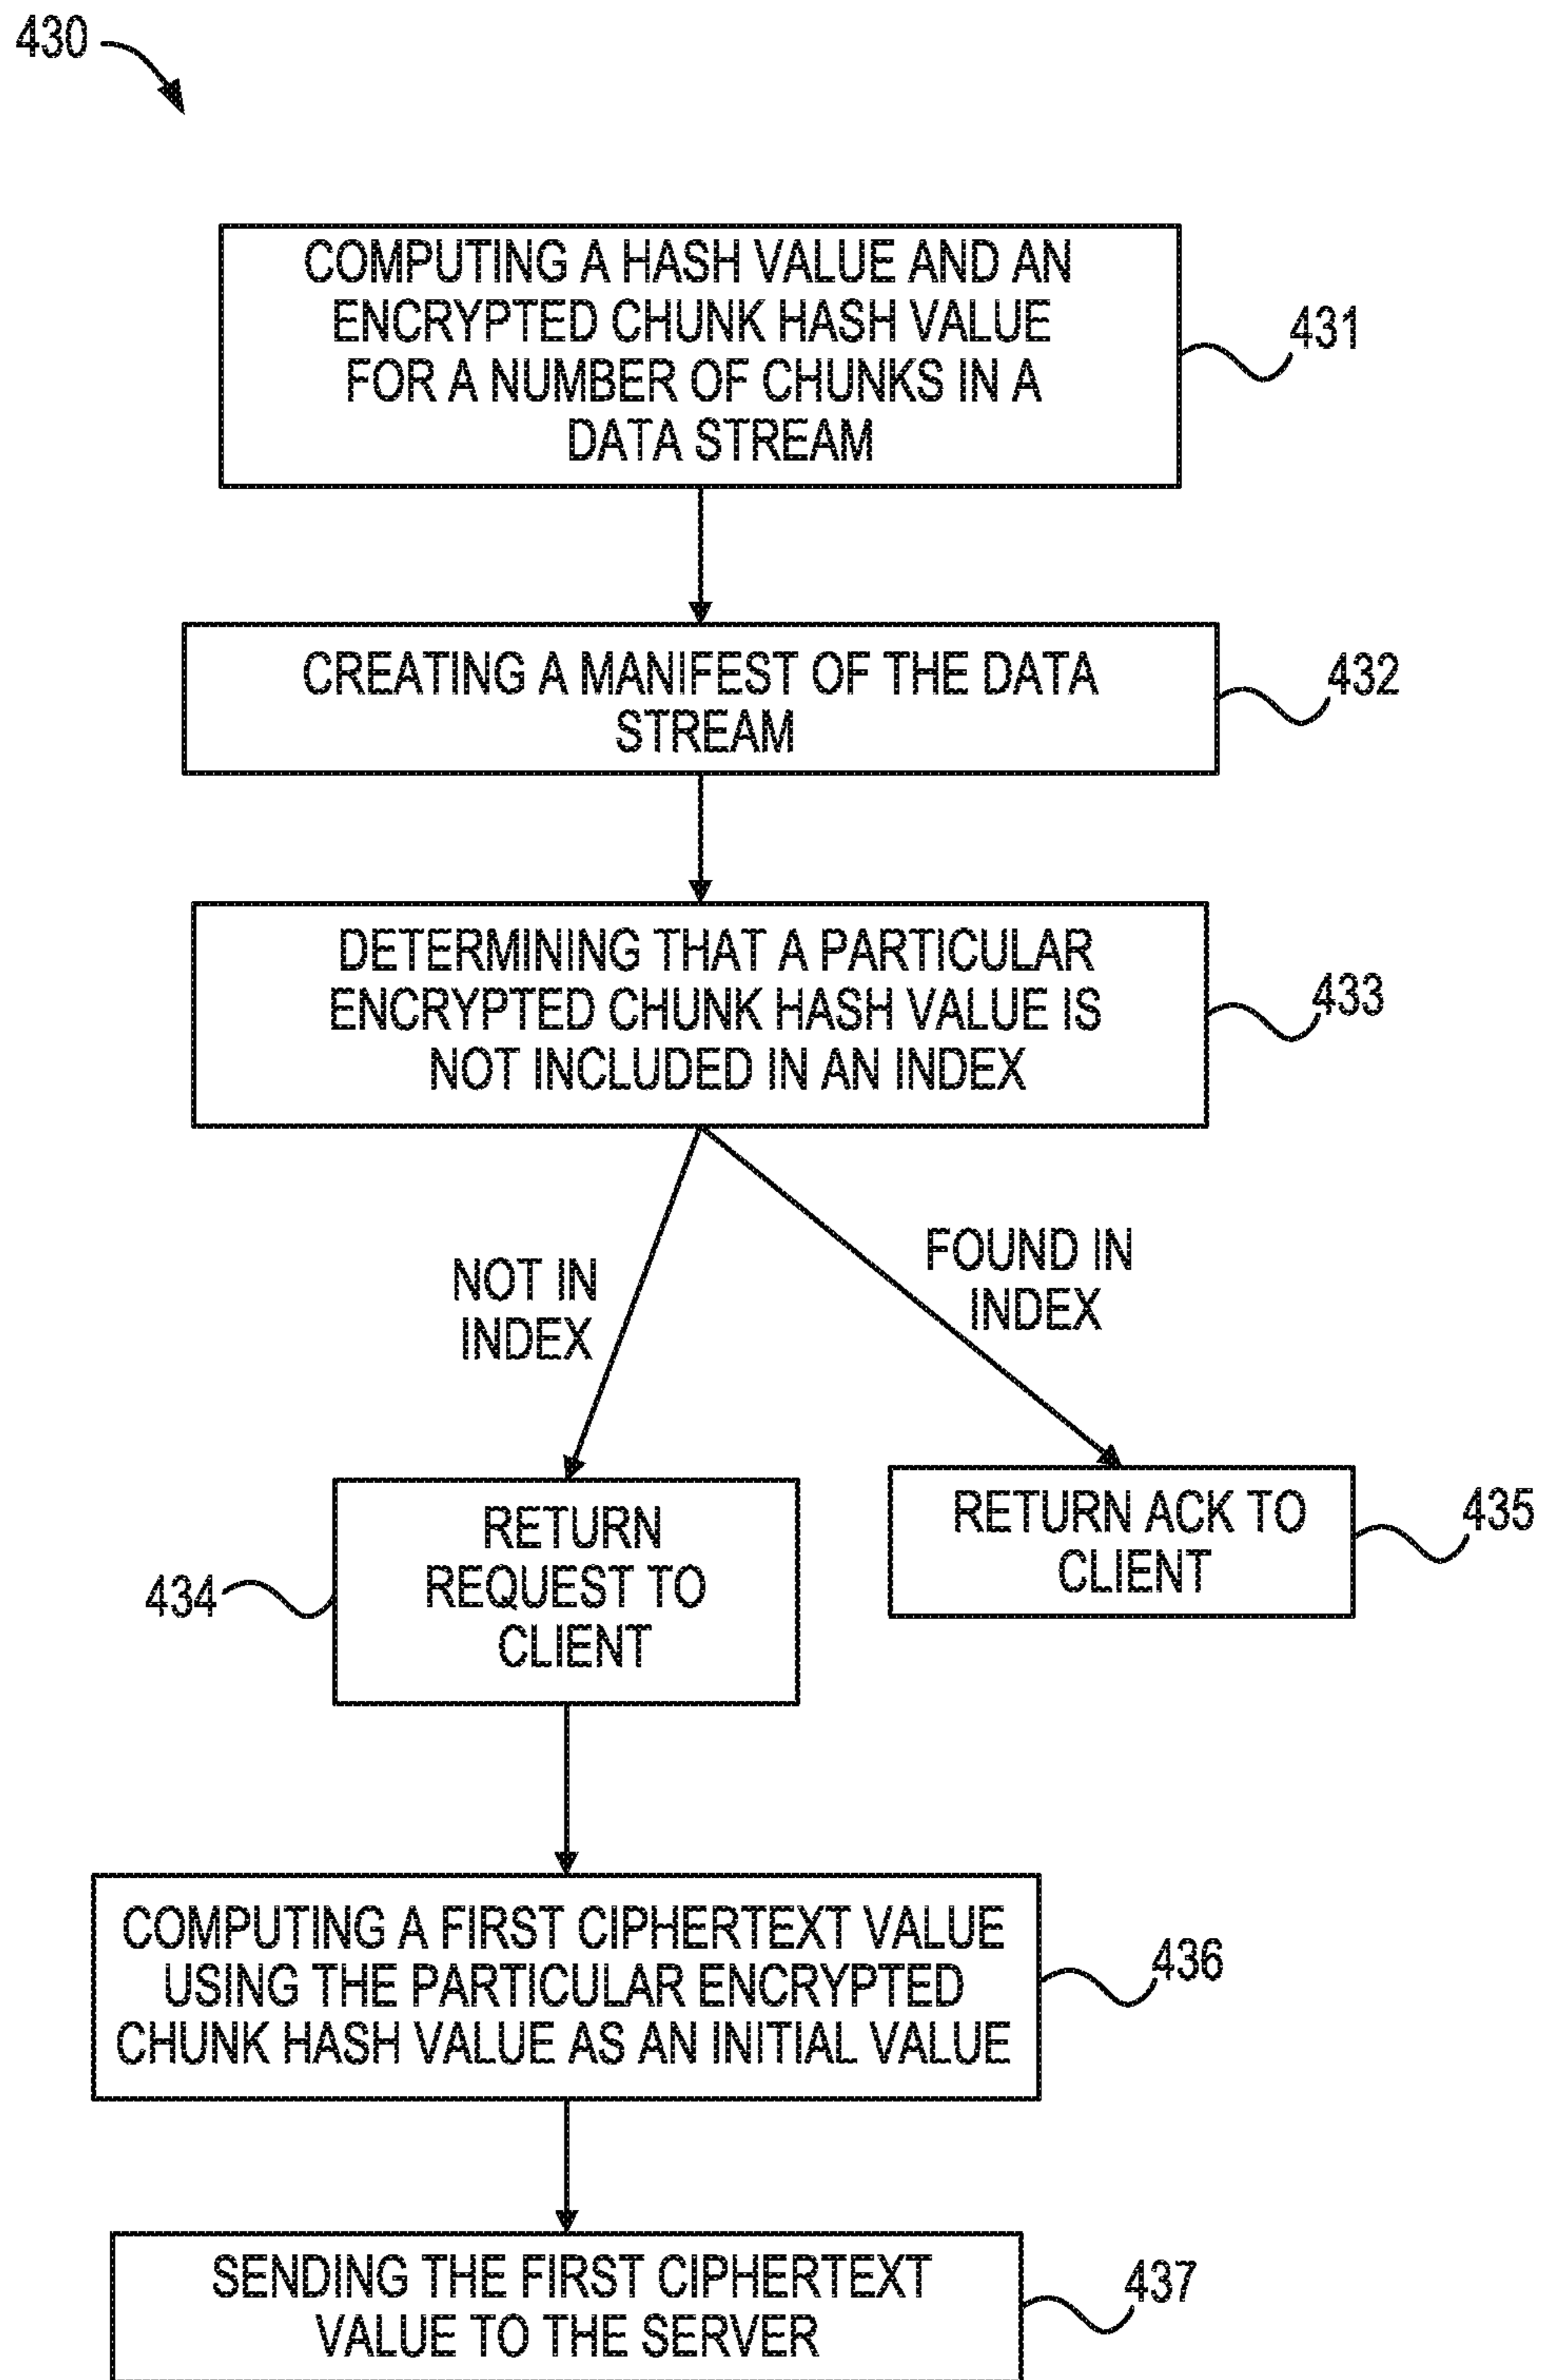 430
COMPUTING A HASH VALUE AND AN
ENCRYPTED CHUNK HASH VALUE
FOR A NUMBER OF CHUNKS IN A
DATA STREAM
431
CREATING A MANIFEST OF THE DATA
STREAM
432
DETERMINING THAT A PARTICULAR
ENCRYPTED CHUNK HASH VALUE IS
NOT INCLUDED IN AN INDEX
433
NOT IN
INDEX
FOUND IN
INDEX
RETURN
REQUEST TO
CLIENT
434
RETURN ACK TO
CLIENT
435
COMPUTING A FIRST CIPHERTEXT VALUE
USING THE PARTICULAR ENCRYPTED
CHUNK HASH VALUE AS AN INITIAL VALUE
436
SENDING THE FIRST CIPHERTEXT
VALUE TO THE SERVER
437